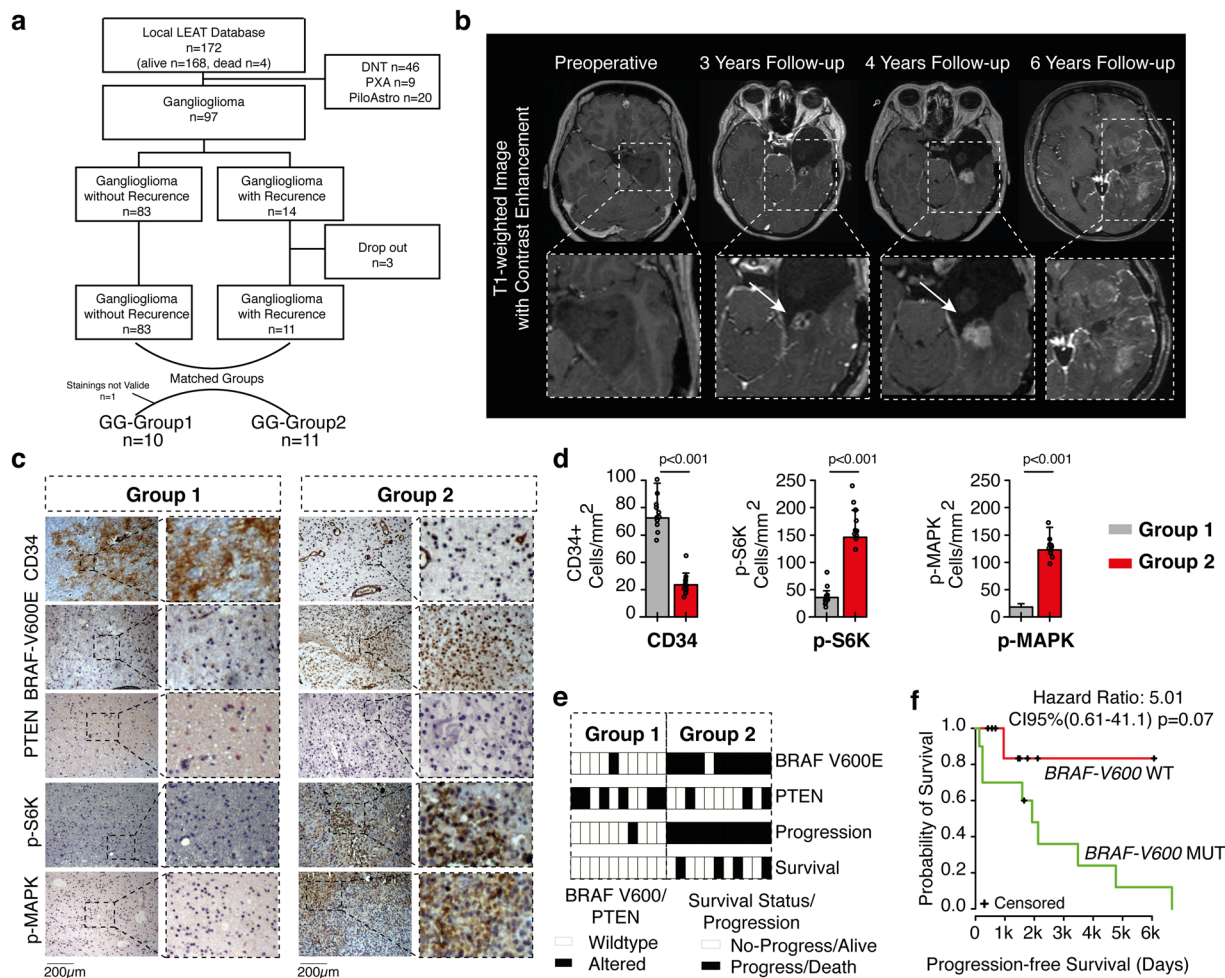 a
Local LEAT Database
n=172
(alive n=168, dead n=4)
DNT n=46
PXA n=9
PiloAstro n=20
Ganglioglioma
n=97
Ganglioglioma
without Recurence
n=83
Ganglioglioma
with Recurence
n=14
Drop out
n=3
Ganglioglioma
without Recurence
n=83
Ganglioglioma
with Recurence
n=11
Matched Groups
Stainings not Valide
n=1
GG-Group1
n=10
GG-Group2
n=11
b
Preoperative
3 Years Follow-up
4 Years Follow-up
6 Years Follow-up
T1-weighted Image
with Contrast Enhancement
c
Group 1
Group 2
CD34
BRAF-V600E
PTEN
p-S6K
p-MAPK
200µm
200µm
d
p<0.001
CD34+
Cells/mm2
100
80
60
40
20
0
CD34
p<0.001
p-S6K
Cells/mm2
250
200
150
100
50
0
p-S6K
p<0.001
p-MAPK
Cells/mm2
250
200
150
100
50
0
p-MAPK
Group 1
Group 2
e
Group 1
Group 2
BRAF V600E
PTEN
Progression
Survival
BRAF V600/
PTEN
Wildtype
Altered
Survival Status/
Progression
No-Progress/Alive
Progress/Death
f
Hazard Ratio: 5.01
CI95%(0.61-41.1) p=0.07
Probability of Survival
1.0
0.8
0.6
0.4
0.2
0.0
BRAF-V600 WT
BRAF-V600 MUT
+ Censored
0
1k
2k
3k
4k
5k
6k
Progression-free Survival (Days)